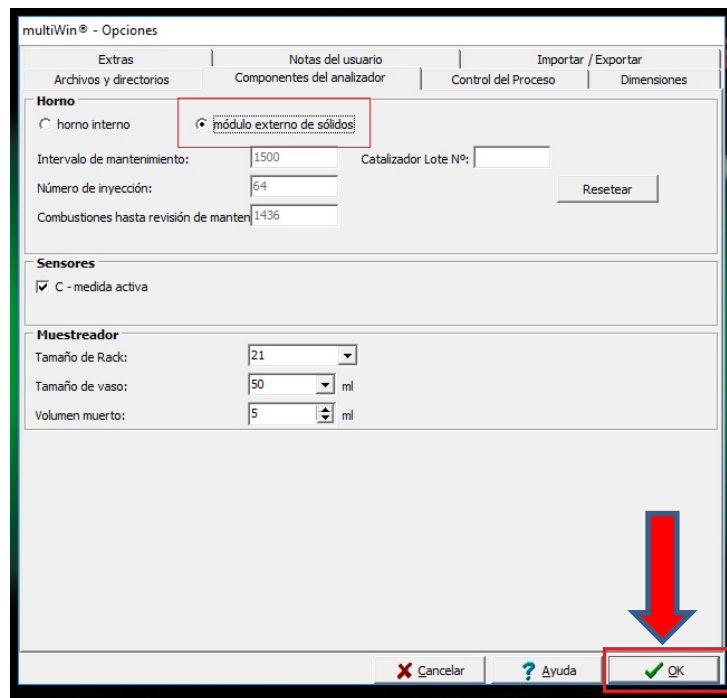 multiWin® - Opciones
Extras Notas del usuario Importar / Exportar
Archivos y directorios Componentes del analizador Control del Proceso Dimensiones
Horno
horno interno módulo externo de sólidos
Intervalo de mantenimiento: 1500 Catalizador Lote Nº:
Número de inyección: 64 Resetear
Combustiones hasta revisión de manten 1436
Sensores
C - medida activa
Muestreador
Tamaño de Rack: 21
Tamaño de vaso: 50 ml
Volumen muerto: 5 ml
Cancelar Ayuda OK